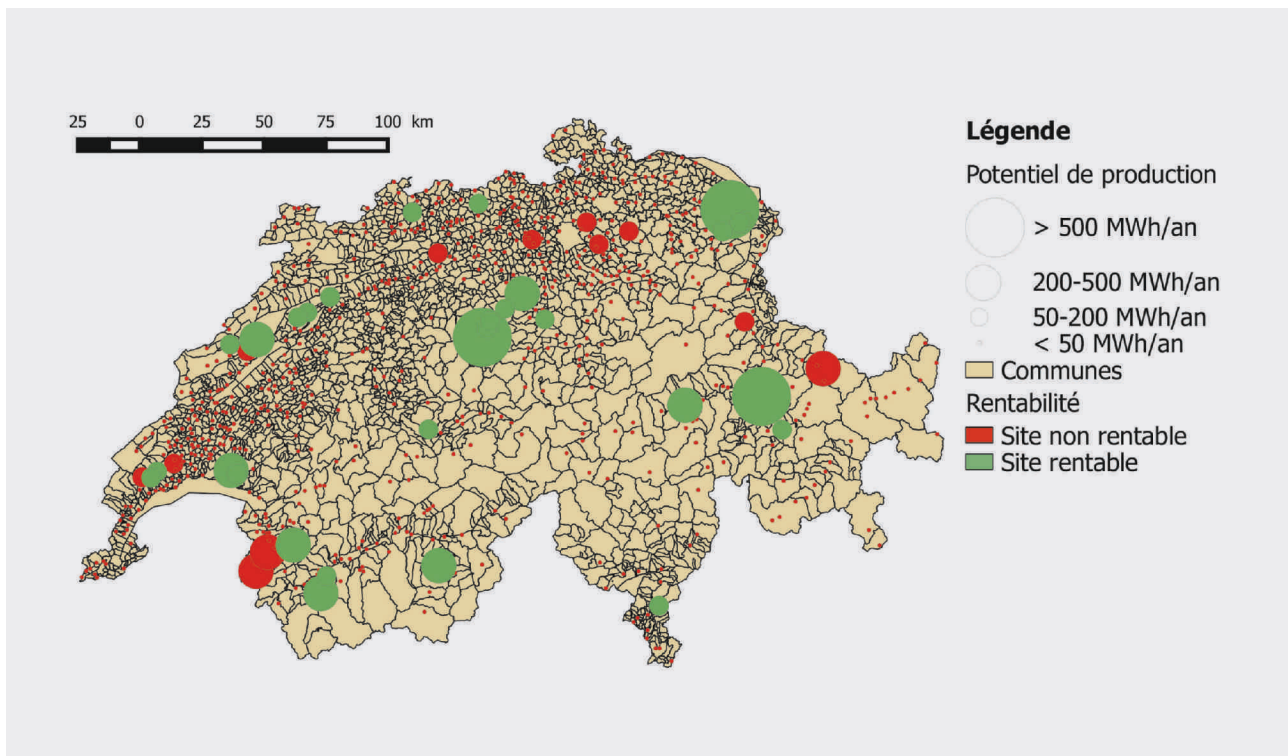 25 0 25 50 75 100 km
Légende
Potentiel de production
> 500 MWh/an
200-500 MWh/an
50-200 MWh/an
< 50 MWh/an
Communes
Rentabilité
Site non rentable
Site rentable